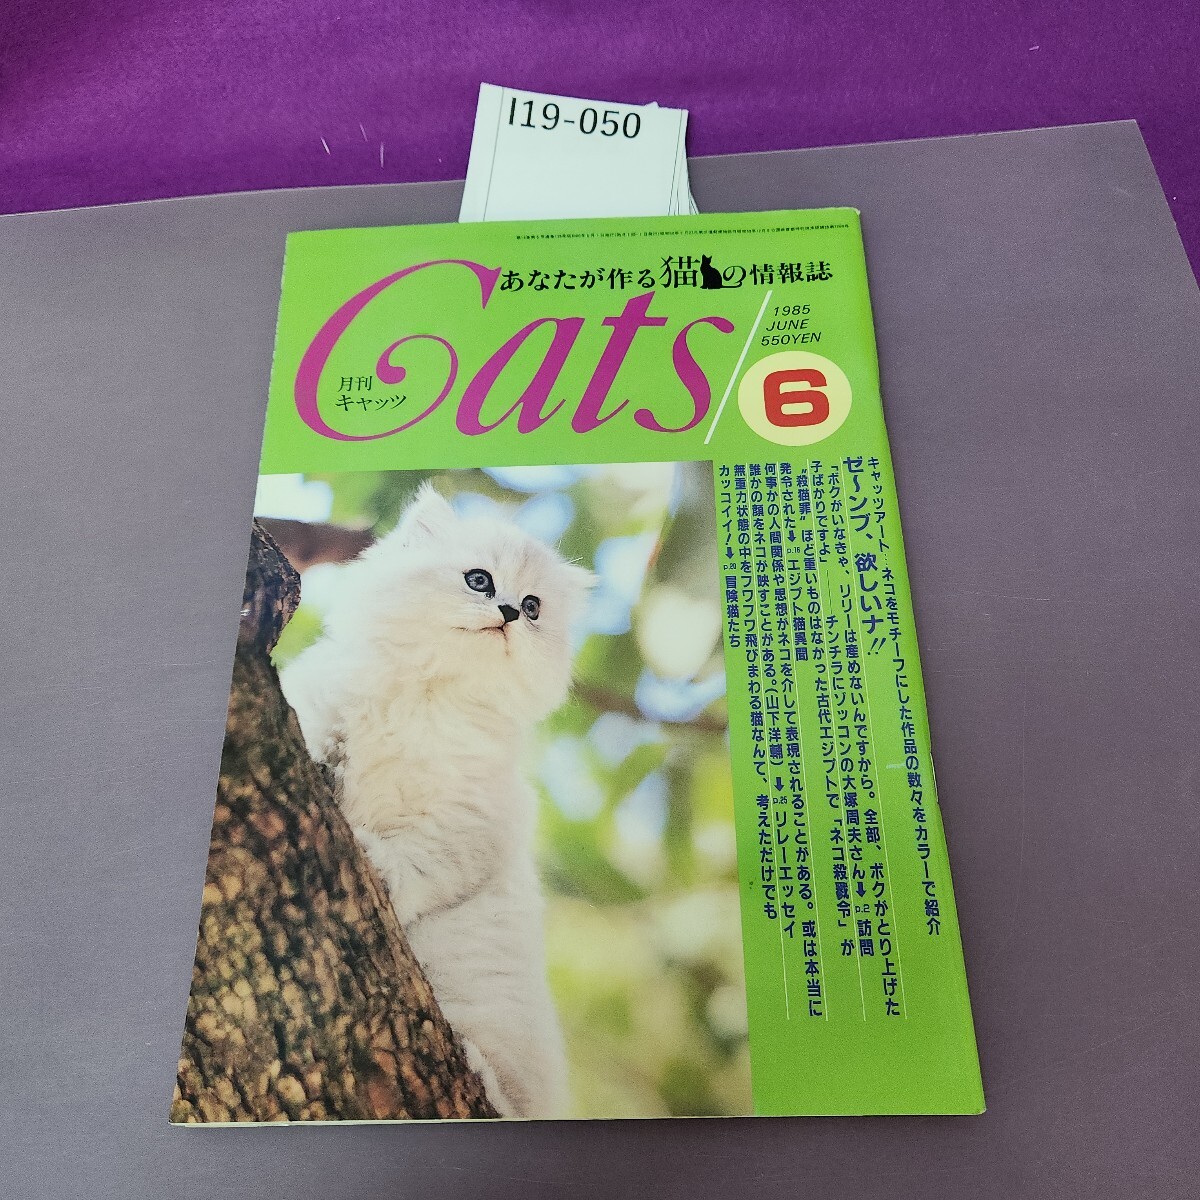 I19-050
あなたが作る猫の情報誌
Cats
月刊
キャッツ
1985
JUNE
550YEN
6
キャッツアート…ネコをモチーフにした作品の数々をカラーで紹介
ゼ〜ンブ、欲しいナ!!
「ボクがいなきゃ、リリーは産めないんですから。全部、ボクがとり上げた
子ばかりですよ」──チンチラにゾッコンの大塚周夫さん➡p.2 訪問
“殺猫罪”ほど重いものはなかった古代エジプトで「ネコ殺戮令」が
発令された➡p.16 エジプト猫異聞
何事かの人間関係や思想がネコを介して表現されることがある。或は本当に
誰かの顔をネコが映すことがある。(山下洋輔)➡p.25 リレーエッセイ
無重力状態の中をフワフワ飛びまわる猫なんて、考えただけでも
カッコイイ!➡p.20 冒険猫たち